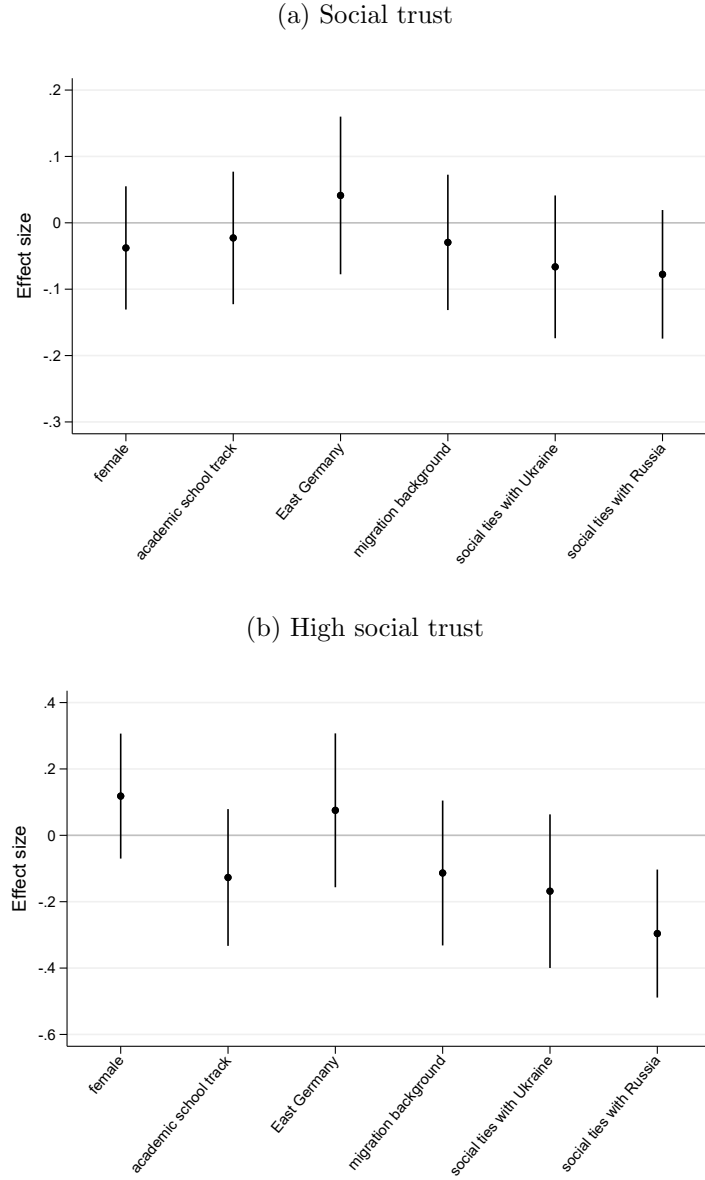 (a) Social trust
.2
.1
0
-.1
-.2
-.3
Effect size
female
academic school track
East Germany
migration background
social ties with Ukraine
social ties with Russia
(b) High social trust
.4
.2
0
-.2
-.4
-.6
Effect size
female
academic school track
East Germany
migration background
social ties with Ukraine
social ties with Russia